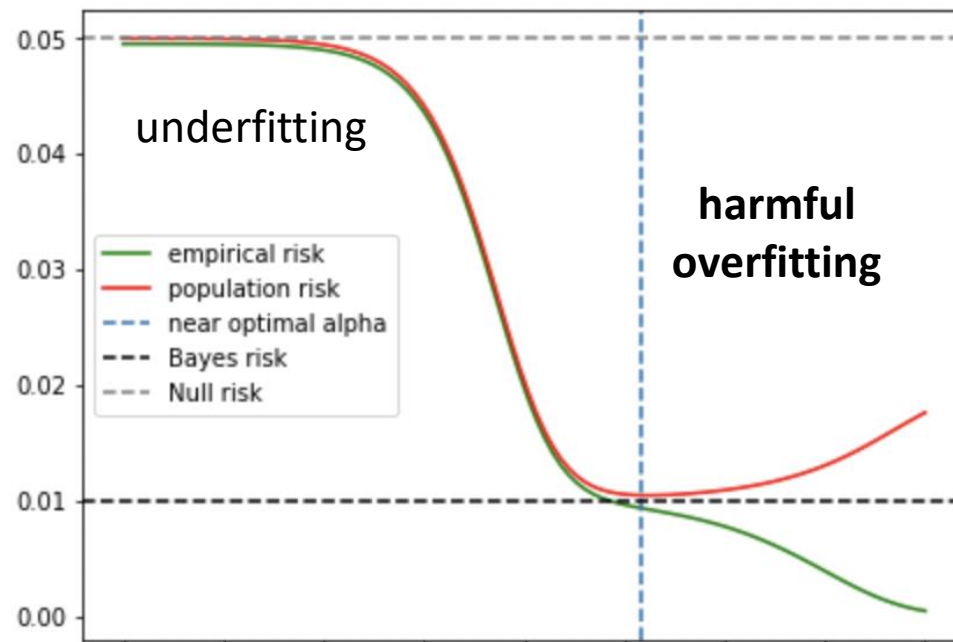 0.05
underfitting
0.04
harmful
overfitting
0.03
empirical risk
population risk
near optimal alpha
Bayes risk
Null risk
0.02
0.01
0.00